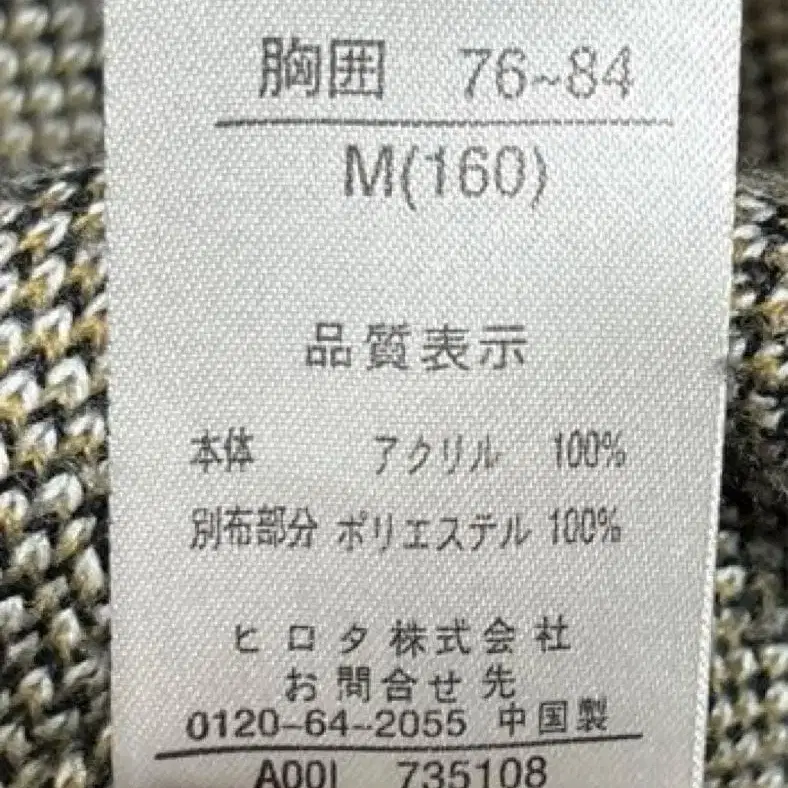 胸囲 76~84
M(160)
品質表示
本体 アクリル 100%
別布部分 ポリエステル 100%
ヒロタ株式会社
お問合せ先
0120-64-2055 中国製
A00I 735108